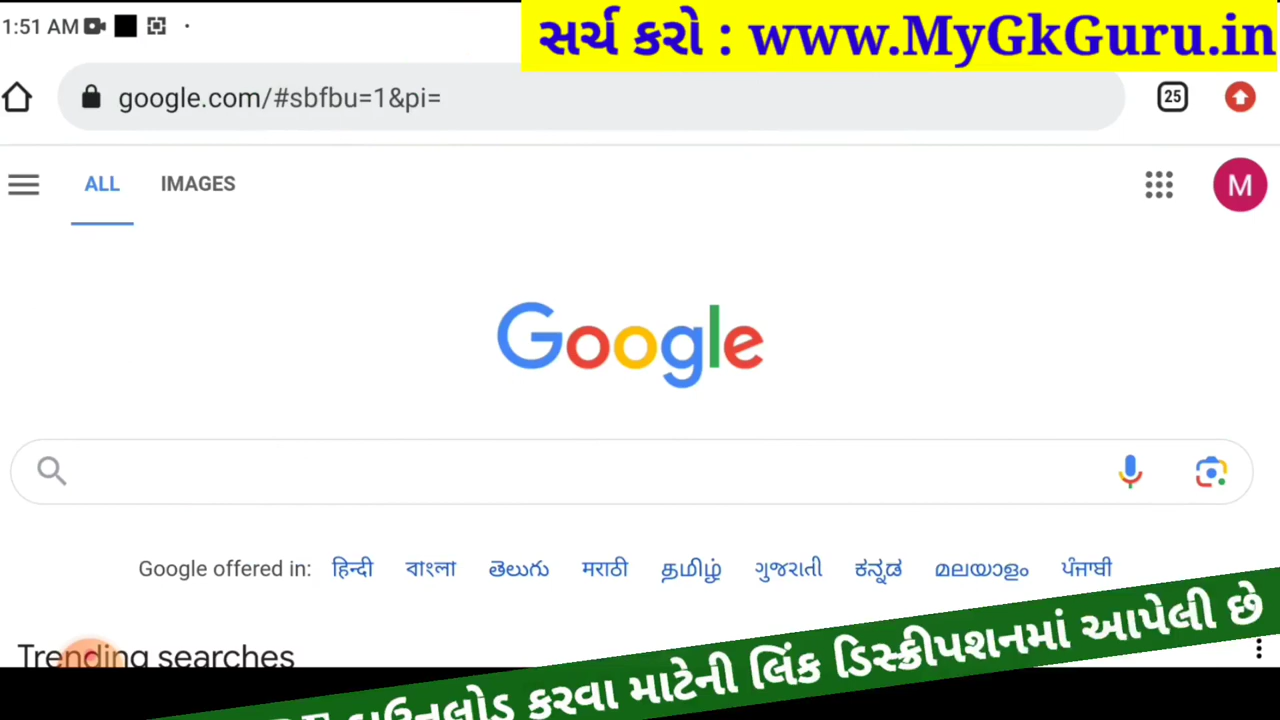 1:51 AM
સર્ચ કરો : www.MyGkGuru.in
google.com/#sbfbu=1&pi=
25
ALL IMAGES
M
Google
Google offered in: हिन्दी বাংলা తెలుగు मराठी தமிழ் ગુજરાતી ಕನ್ನಡ മലയാളം ਪੰਜਾਬੀ
Trending searches
કરવા માટેની લિંક ડિસ્ક્રીપશનમાં આપેલી છે